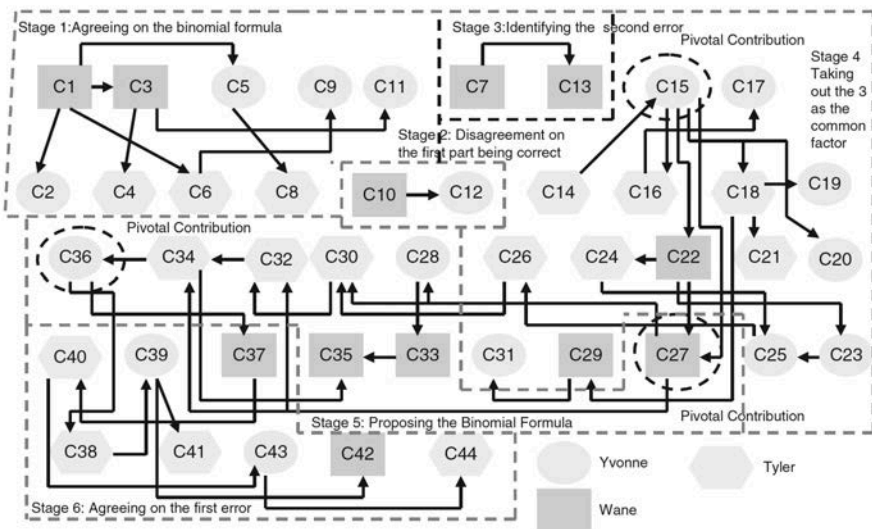 Stage 1:Agreeing on the binomial formula
Stage 3:Identifying the second error
Pivotal Contribution
Stage 4
Taking
out the 3
as the
common
factor
C1
C3
C5
C9
C11
C7
C13
C15
C17
Stage 2: Disagreement on
the first part being correct
C2
C4
C6
C8
C10
C12
C14
C16
C18
C19
Pivotal Contribution
C36
C34
C32
C30
C28
C26
C24
C22
C21
C20
C40
C39
C37
C35
C33
C31
C29
C27
C25
C23
Stage 5: Proposing the Binomial Formula
Pivotal Contribution
C38
C41
C43
C42
C44
Stage 6: Agreeing on the first error
Yvonne
Tyler
Wane